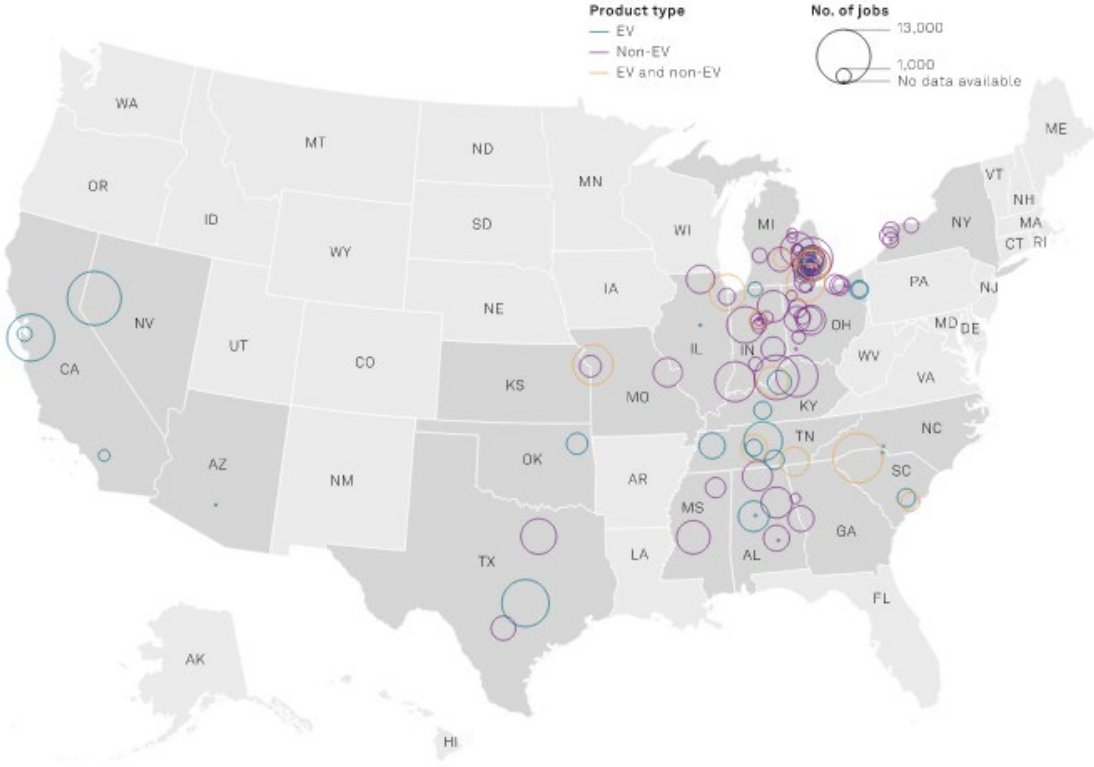 Product type
EV
Non-EV
EV and non-EV
No. of jobs
13,000
1,000
No data available
WA
MT
ND
MN
OR
ID
SD
WI
MI
NY
VT
ME
NH
MA
CT RI
WY
IA
NE
PA
NJ
NV
UT
CO
CA
IL
IN
OH
MD DE
WV
VA
KS
MO
KY
AZ
NM
OK
AR
TN
NC
SC
MS
AL
GA
TX
LA
FL
AK
HI